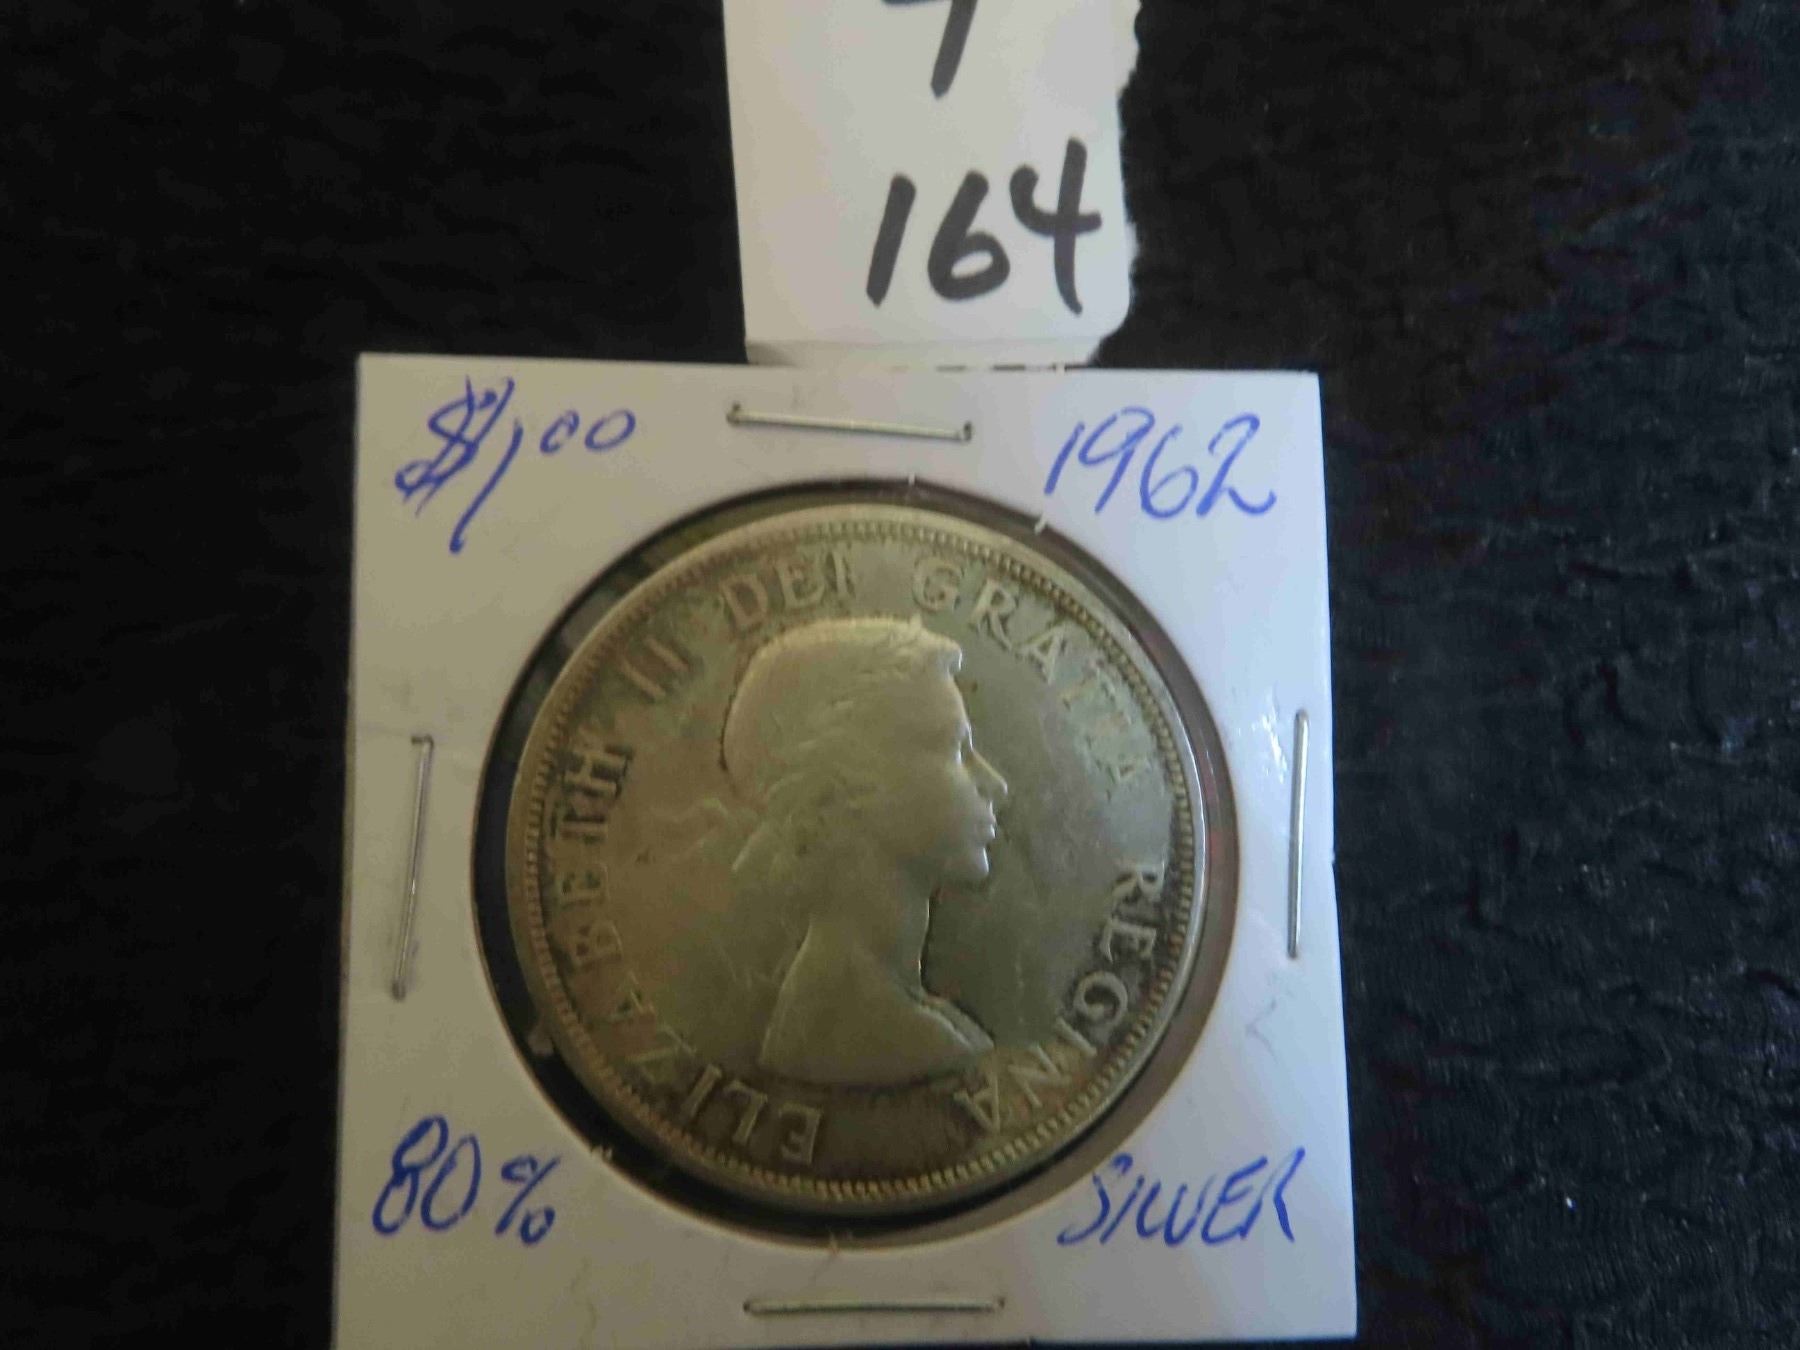 164
$1.00 1962
ELIZABETH II DEI GRATIA REGINA
80% SILVER